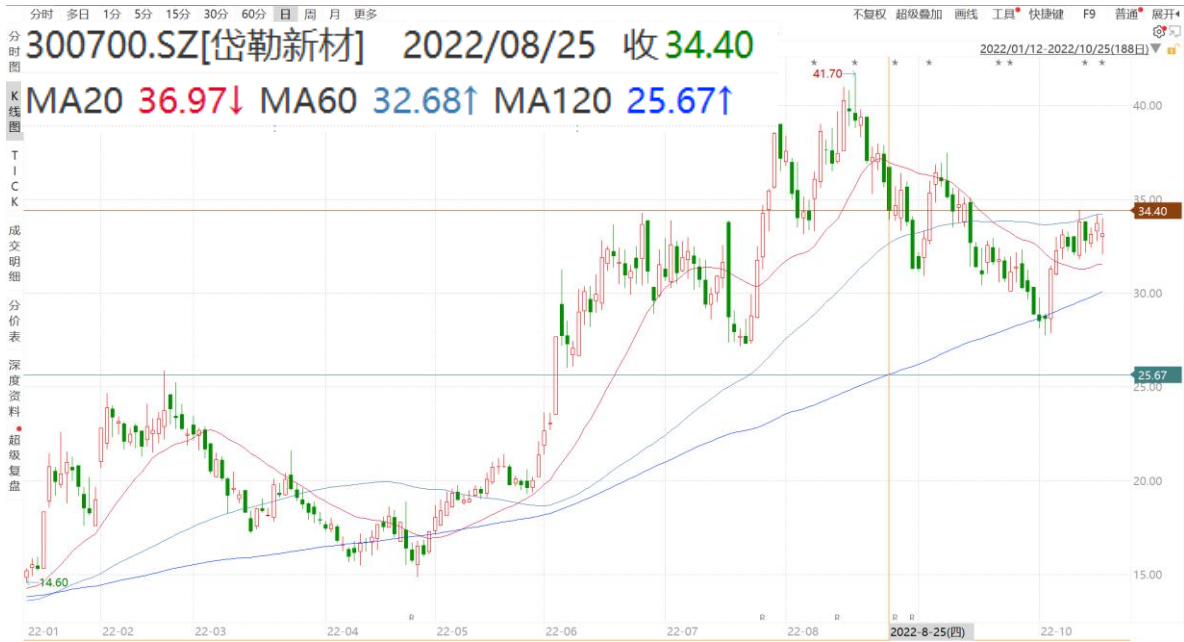 分时 多日 1分 5分 15分 30分 60分 日 周 月 更多 不复权 超级叠加 画线 工具 快捷键 F9 普通 展开
2022/01/12-2022/10/25(188日)
300700.SZ[岱勒新材] 2022/08/25 收34.40
MA20 36.97↓ MA60 32.68↑ MA120 25.67↑
分时图
K线图
TICK
成交明细
分价表
深度资料
超级复盘
41.70
40.00
35.00
34.40
30.00
25.67
25.00
20.00
15.00
14.60
R R R R R
22-01 22-02 22-03 22-04 22-05 22-06 22-07 22-08 2022-8-25(四) 22-10